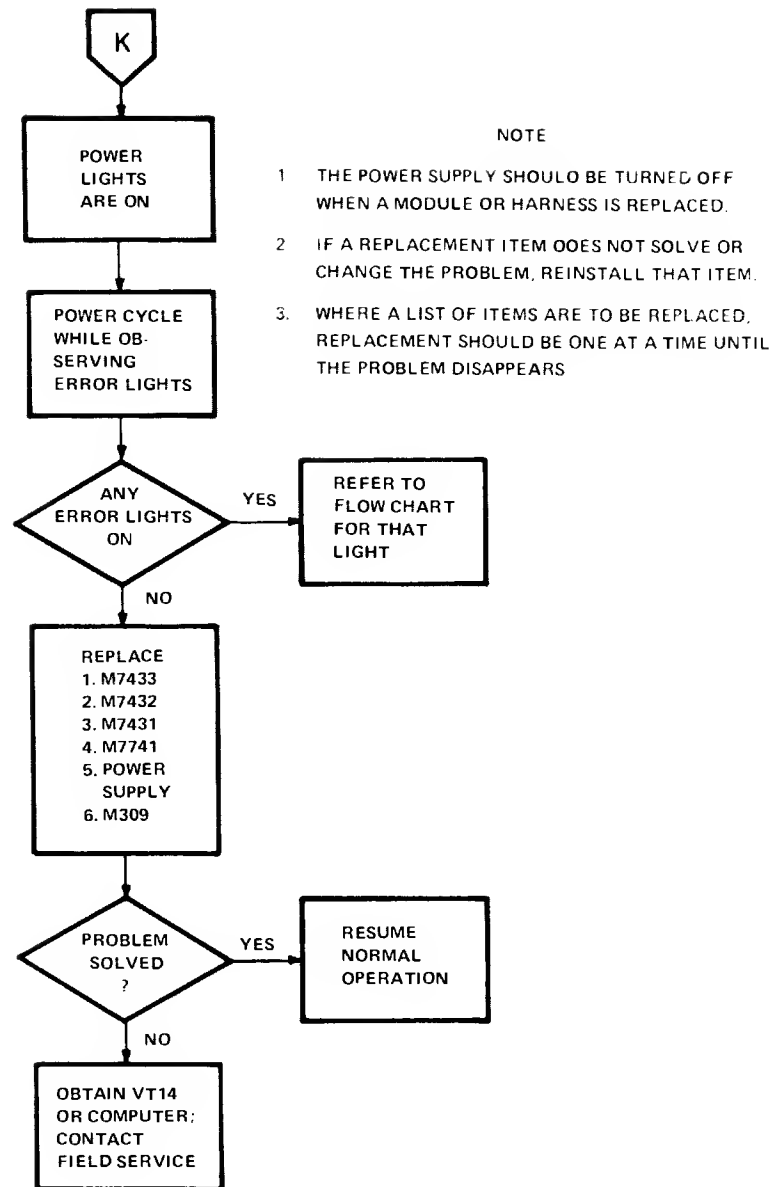 K
POWER
LIGHTS
ARE ON
NOTE
1 THE POWER SUPPLY SHOULD BE TURNED OFF
WHEN A MODULE OR HARNESS IS REPLACED.
2 IF A REPLACEMENT ITEM OOES NOT SOLVE OR
CHANGE THE PROBLEM, REINSTALL THAT ITEM.
3. WHERE A LIST OF ITEMS ARE TO BE REPLACED,
REPLACEMENT SHOULD BE ONE AT A TIME UNTIL
THE PROBLEM DISAPPEARS
POWER CYCLE
WHILE OB-
SERVING
ERROR LIGHTS
ANY
ERROR LIGHTS
ON
YES
REFER TO
FLOW CHART
FOR THAT
LIGHT
NO
REPLACE
1. M7433
2. M7432
3. M7431
4. M7741
5. POWER
SUPPLY
6. M309
PROBLEM
SOLVED
?
YES
RESUME
NORMAL
OPERATION
NO
OBTAIN VT14
OR COMPUTER;
CONTACT
FIELD SERVICE